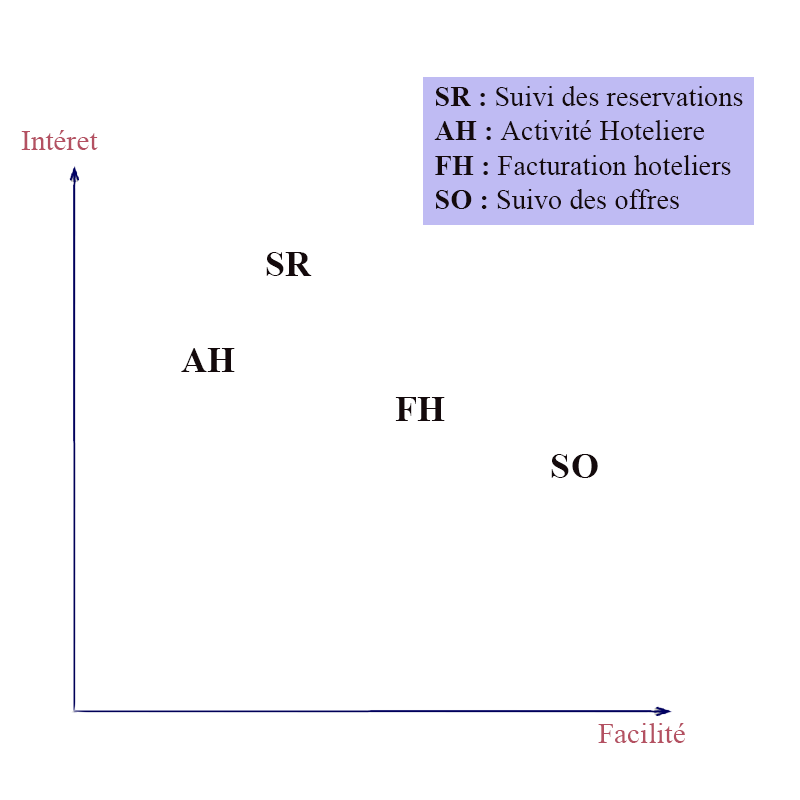 SR : Suivi des reservations
AH : Activité Hoteliere
FH : Facturation hoteliers
SO : Suivo des offres
Intéret
SR
AH
FH
SO
Facilité